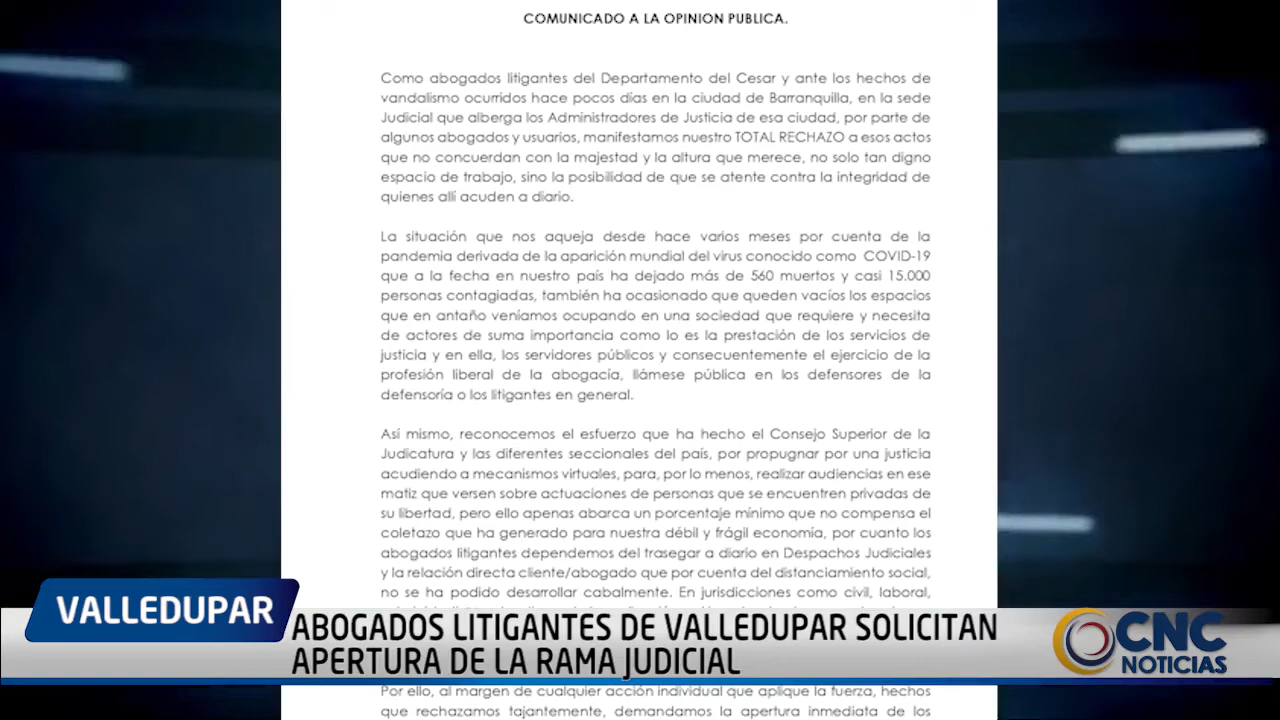 COMUNICADO A LA OPINION PUBLICA.
Como abogados litigantes del Departamento del Cesar y ante los hechos de
vandalismo ocurridos hace pocos días en la ciudad de Barranquilla, en la sede
Judicial que alberga los Administradores de Justicia de esa ciudad, por parte de
algunos abogados y usuarios, manifestamos nuestro TOTAL RECHAZO a esos actos
que no concuerdan con la majestad y la altura que merece, no solo tan digno
espacio de trabajo, sino la posibilidad de que se atente contra la integridad de
quienes allí acuden a diario.
La situación que nos aqueja desde hace varios meses por cuenta de la
pandemia derivada de la aparición mundial del virus conocido como COVID-19
que a la fecha en nuestro país ha dejado más de 560 muertos y casi 15.000
personas contagiadas, también ha ocasionado que queden vacíos los espacios
que en antaño veníamos ocupando en una sociedad que requiere y necesita
de actores de suma importancia como lo es la prestación de los servicios de
justicia y en ella, los servidores públicos y consecuentemente el ejercicio de la
profesión liberal de la abogacía, llámese pública en los defensores de la
defensoría o los litigantes en general.
Así mismo, reconocemos el esfuerzo que ha hecho el Consejo Superior de la
Judicatura y las diferentes seccionales del país, por propugnar por una justicia
acudiendo a mecanismos virtuales, para, por lo menos, realizar audiencias en ese
matiz que versen sobre actuaciones de personas que se encuentren privadas de
su libertad, pero ello apenas abarca un porcentaje mínimo que no compensa el
coletazo que ha generado para nuestra débil y frágil economía, por cuanto los
abogados litigantes dependemos del trasegar a diario en Despachos Judiciales
y la relación directa cliente/abogado que por cuenta del distanciamiento social,
no se ha podido desarrollar cabalmente. En jurisdicciones como civil, laboral,
VALLEDUPAR
ABOGADOS LITIGANTES DE VALLEDUPAR SOLICITAN
APERTURA DE LA RAMA JUDICIAL
CNC
NOTICIAS
Por ello, al margen de cualquier acción individual que aplique la fuerza, hechos
que rechazamos tajantemente, demandamos la apertura inmediata de los